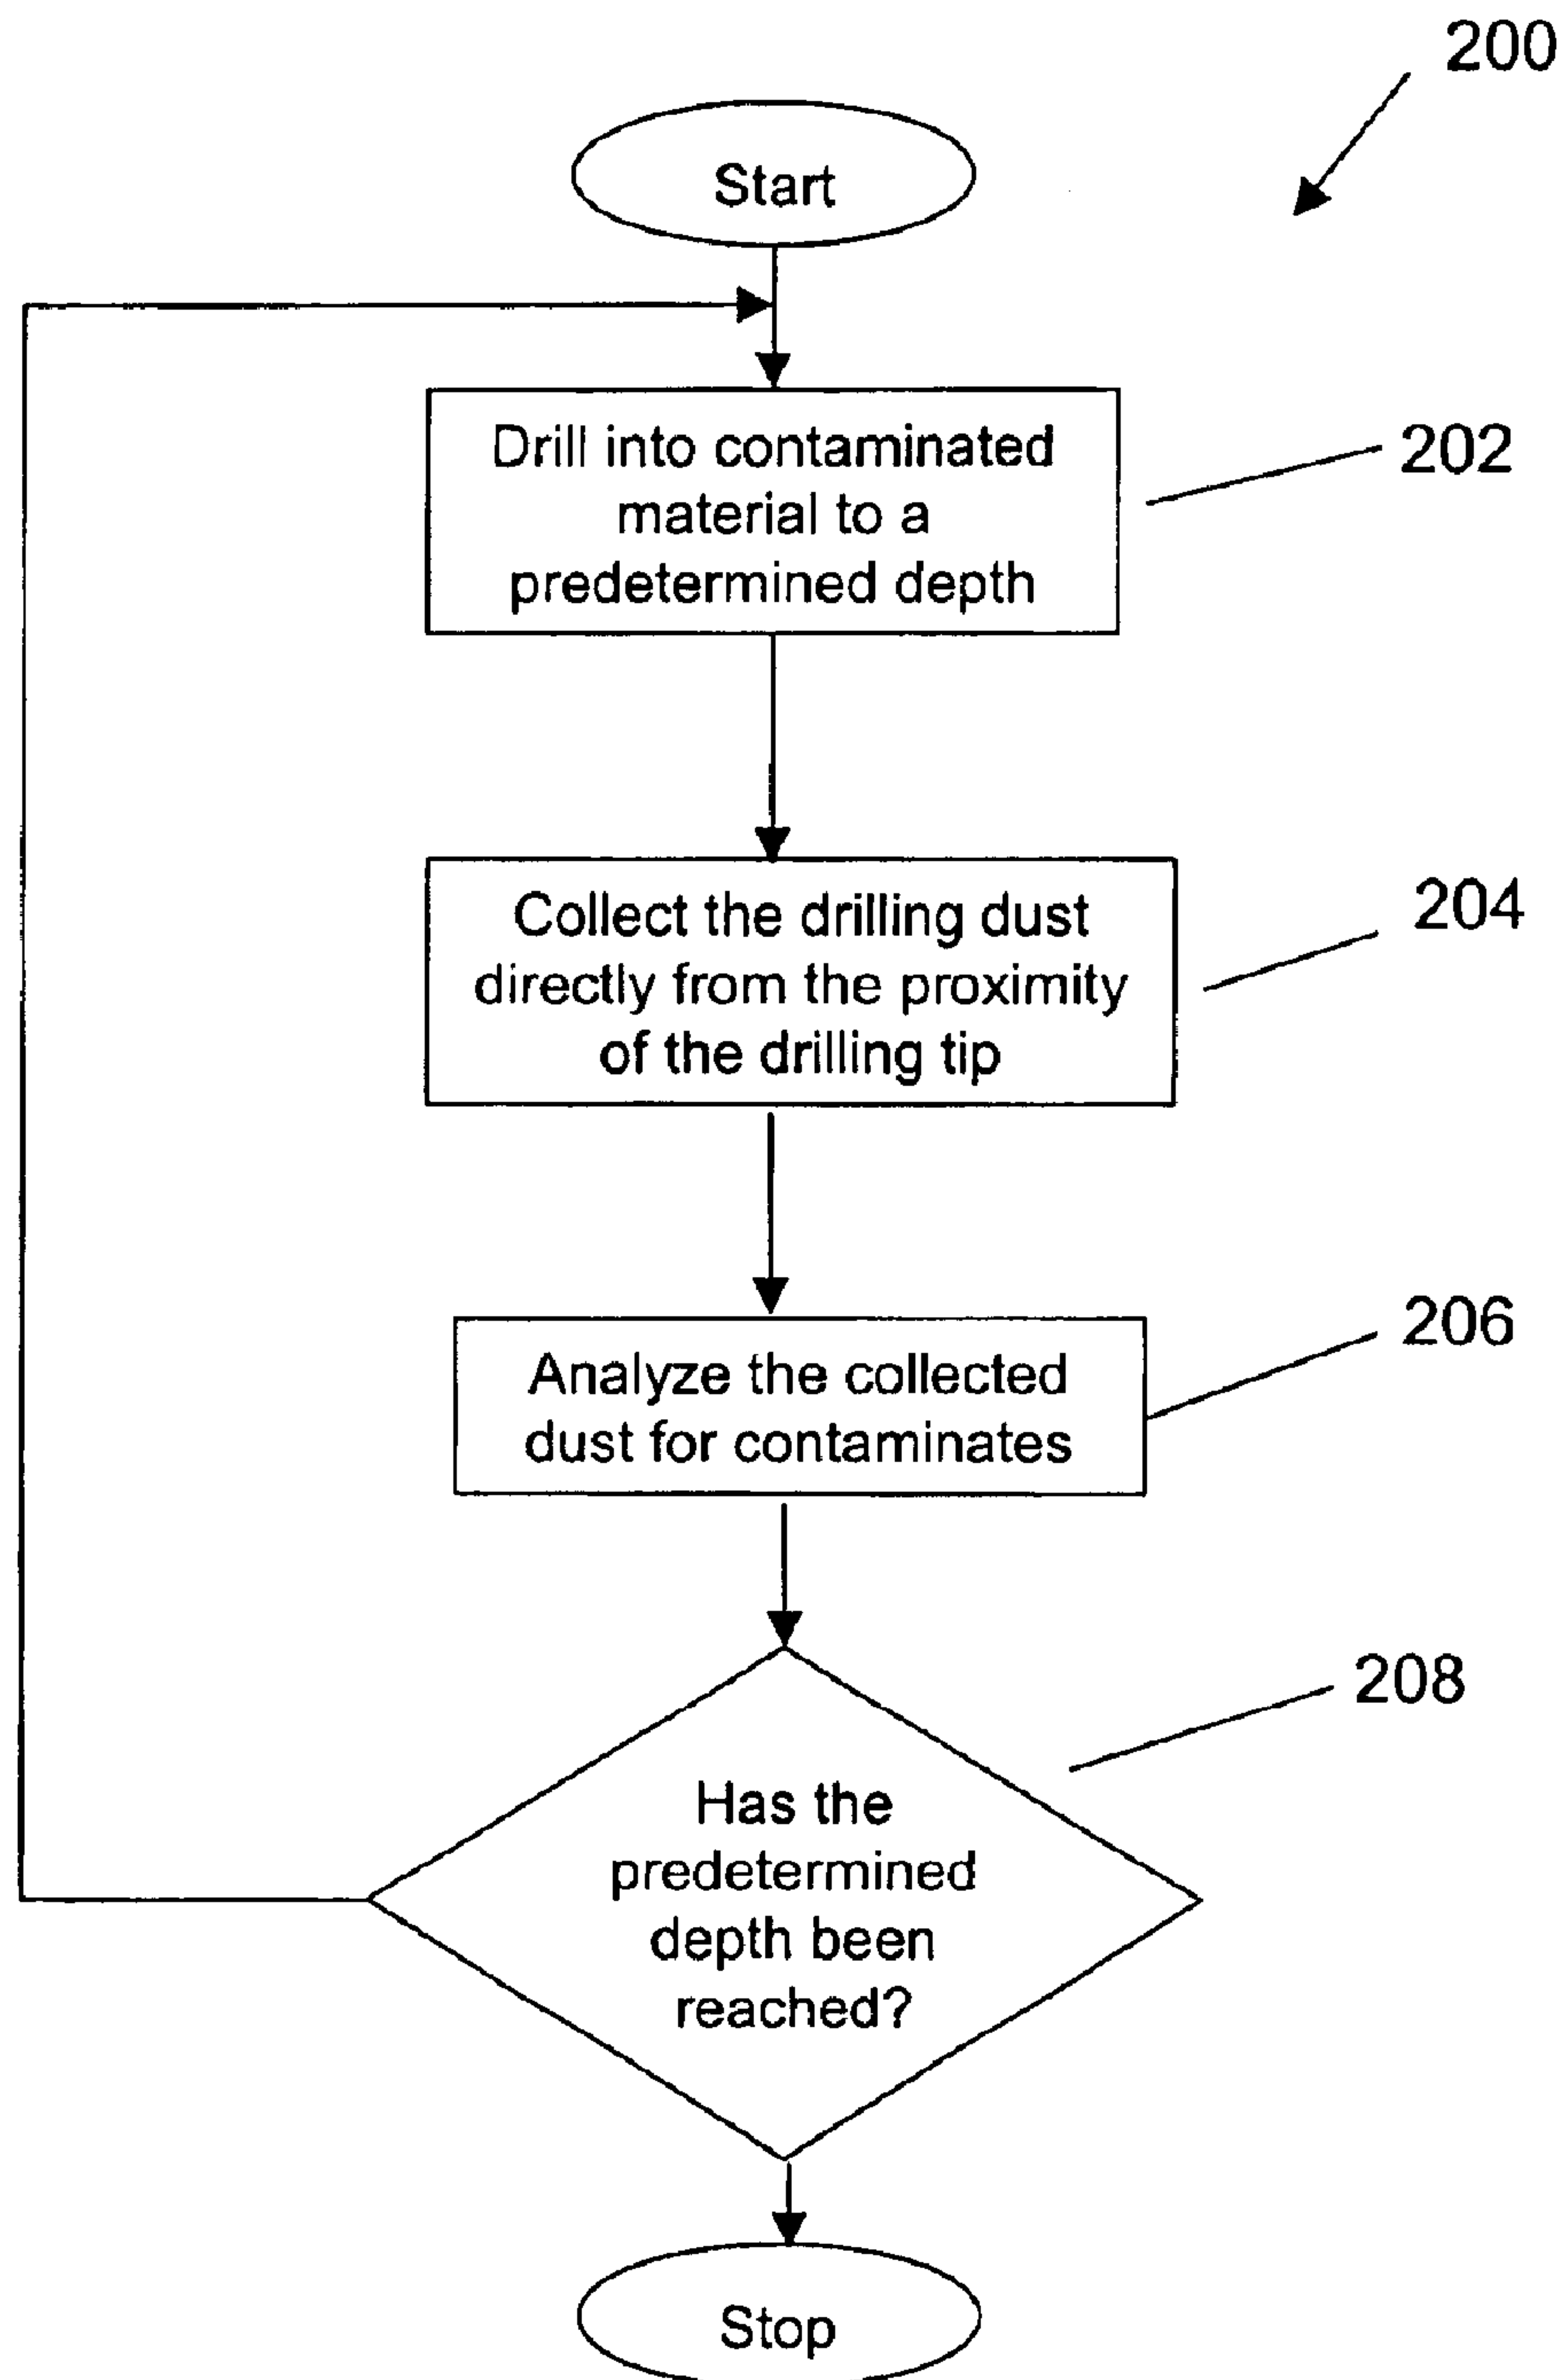 200
Start
Drill into contaminated
material to a
predetermined depth
202
Collect the drilling dust
directly from the proximity
of the drilling tip
204
Analyze the collected
dust for contaminates
206
Has the
predetermined
depth been
reached?
208
Stop